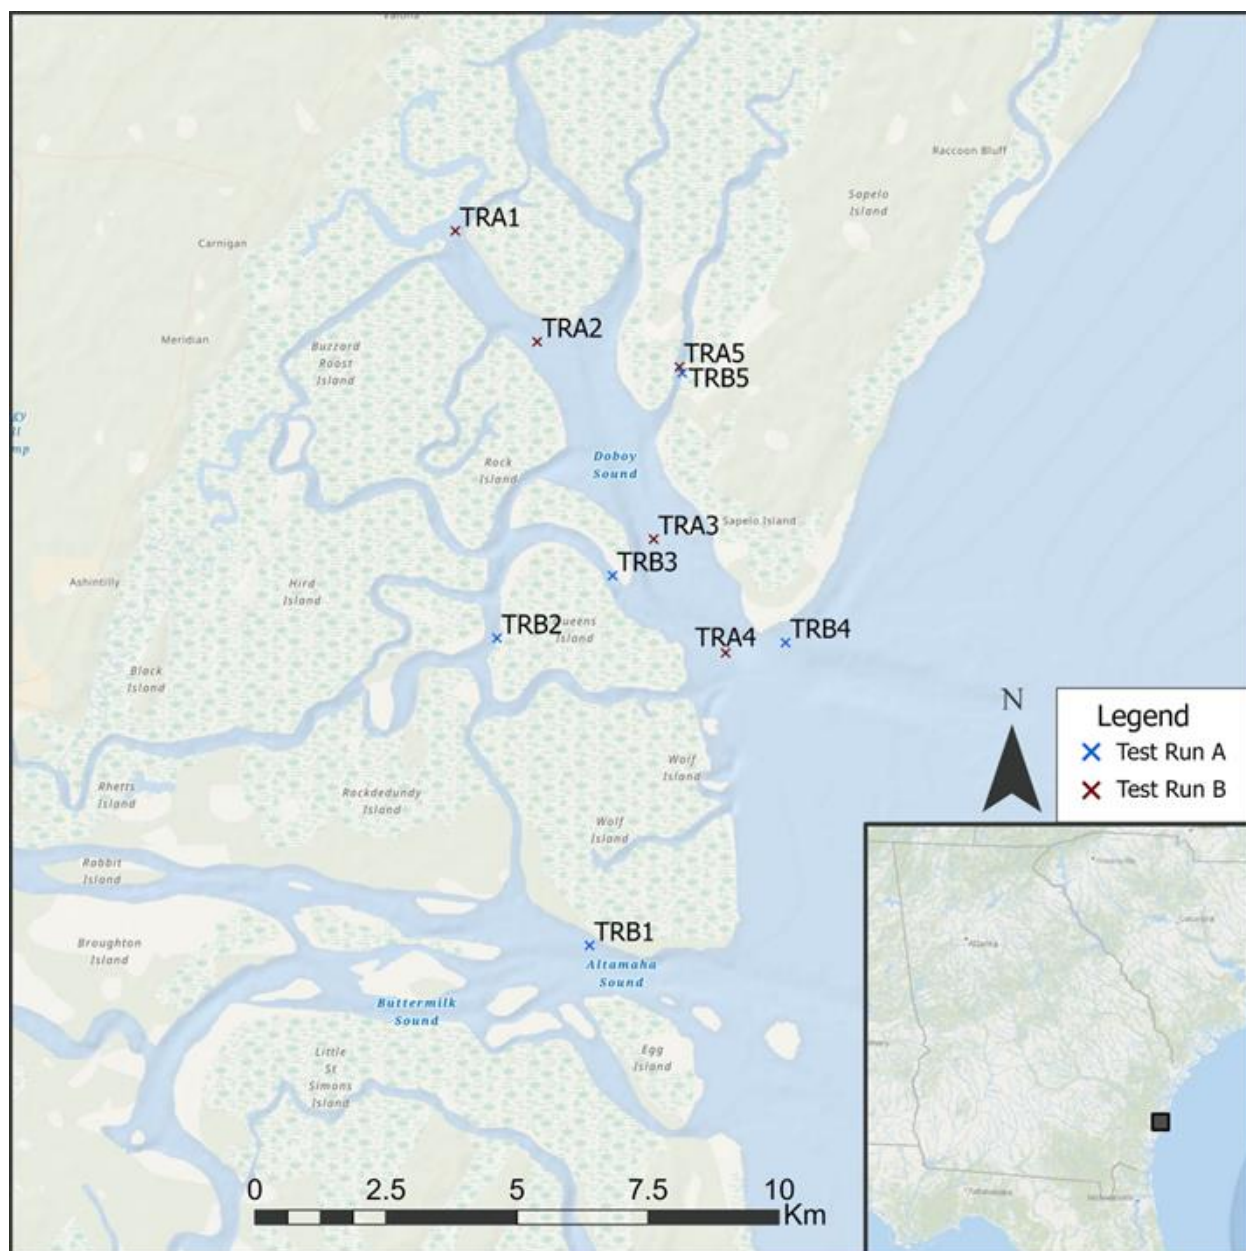 Raccoon Bluff
Sapelo
Island
TRA1
Carnigan
TRA2
Meridian
Buzzard
Roost
Island
TRA5
TRB5
Doboy
Sound
Rock
Island
TRA3
Sapelo Island
TRB3
Ashintilly
Hird
Island
TRB2
Queens
Island
TRA4
TRB4
Black
Island
N
Legend
Test Run A
Test Run B
Wolf
Island
Rhetts
Island
Rockdedundy
Island
Wolf
Island
Rabbit
Island
TRB1
Broughton
Island
Altamaha
Sound
Buttermilk
Sound
Egg
Island
Little
St
Simons
Island
0 2.5 5 7.5 10
Km